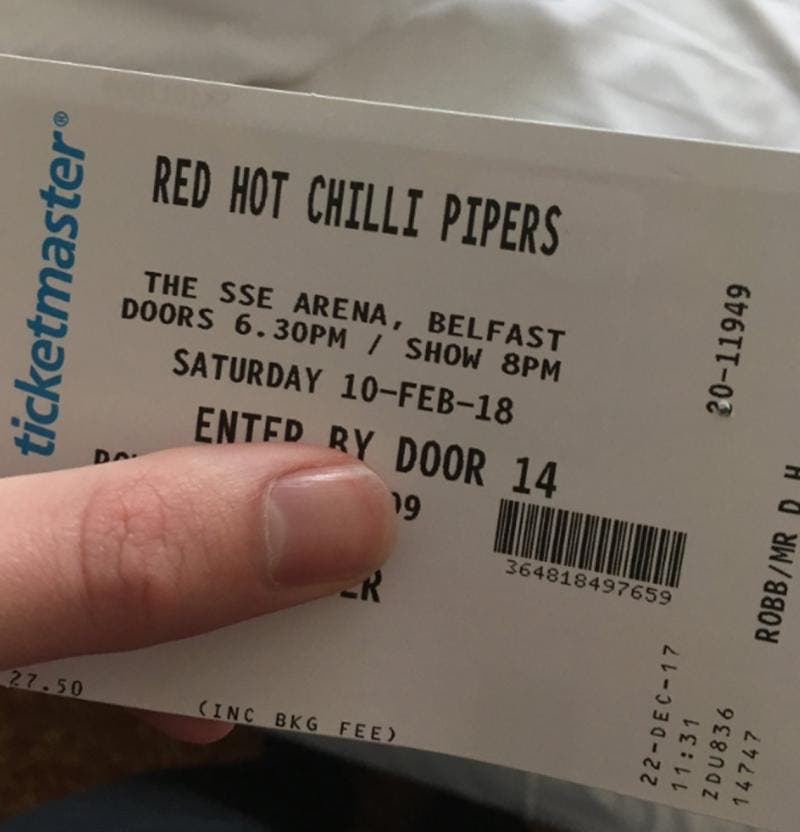 ticketmaster®
RED HOT CHILLI PIPERS
THE SSE ARENA, BELFAST
DOORS 6.30PM / SHOW 8PM
SATURDAY 10-FEB-18
ENTER BY DOOR 14
364818497659
27.50
(INC BKG FEE)
20-11949
ROBB/MR D H
22-DEC-17
11:31
ZDU836
14747